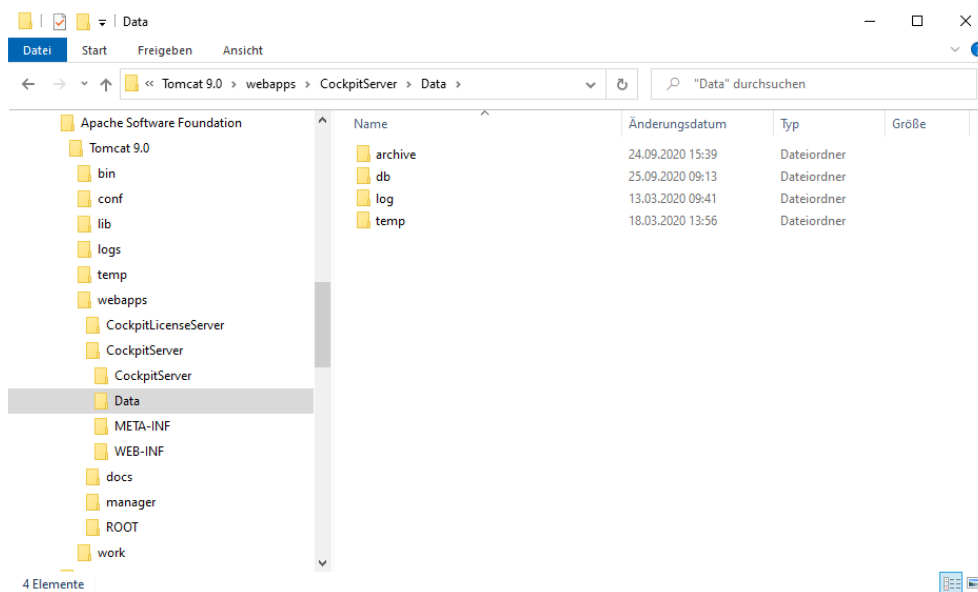 Data
Datei Start Freigeben Ansicht
« Tomcat 9.0 > webapps > CockpitServer > Data > "Data" durchsuchen
Apache Software Foundation
Tomcat 9.0
bin
conf
lib
logs
temp
webapps
CockpitLicenseServer
CockpitServer
CockpitServer
Data
META-INF
WEB-INF
docs
manager
ROOT
work
Name Änderungsdatum Typ Größe
archive 24.09.2020 15:39 Dateiordner
db 25.09.2020 09:13 Dateiordner
log 13.03.2020 09:41 Dateiordner
temp 18.03.2020 13:56 Dateiordner
4 Elemente